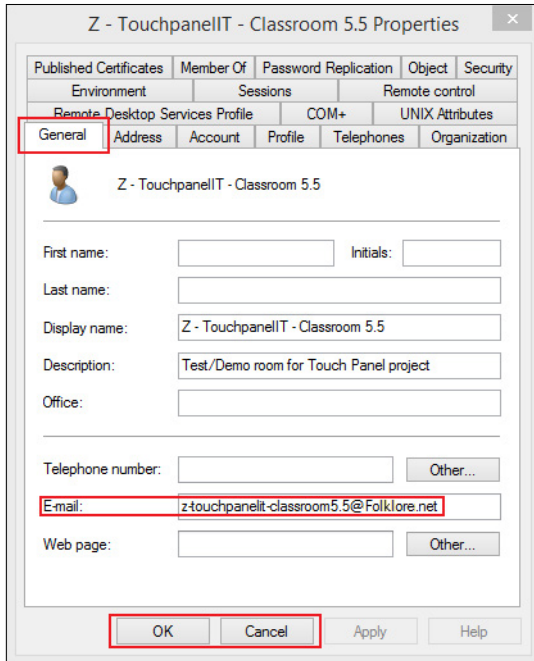 Z - TouchpanelIT - Classroom 5.5 Properties
Published Certificates Member Of Password Replication Object Security
Environment Sessions Remote control
Remote Desktop Services Profile COM+ UNIX Attributes
General Address Account Profile Telephones Organization
Z - TouchpanelIT - Classroom 5.5
First name: Initials:
Last name:
Display name: Z - TouchpanelIT - Classroom 5.5
Description: Test/Demo room for Touch Panel project
Office:
Telephone number: Other...
E-mail: z-touchpanelit-classroom5.5@Folklore.net
Web page: Other...
OK Cancel Apply Help